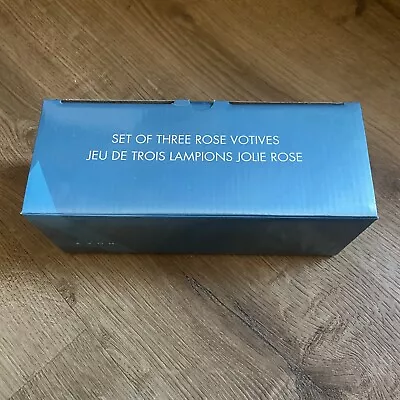 SET OF THREE ROSE VOTIVES
JEU DE TROIS LAMPIONS JOLIE ROSE